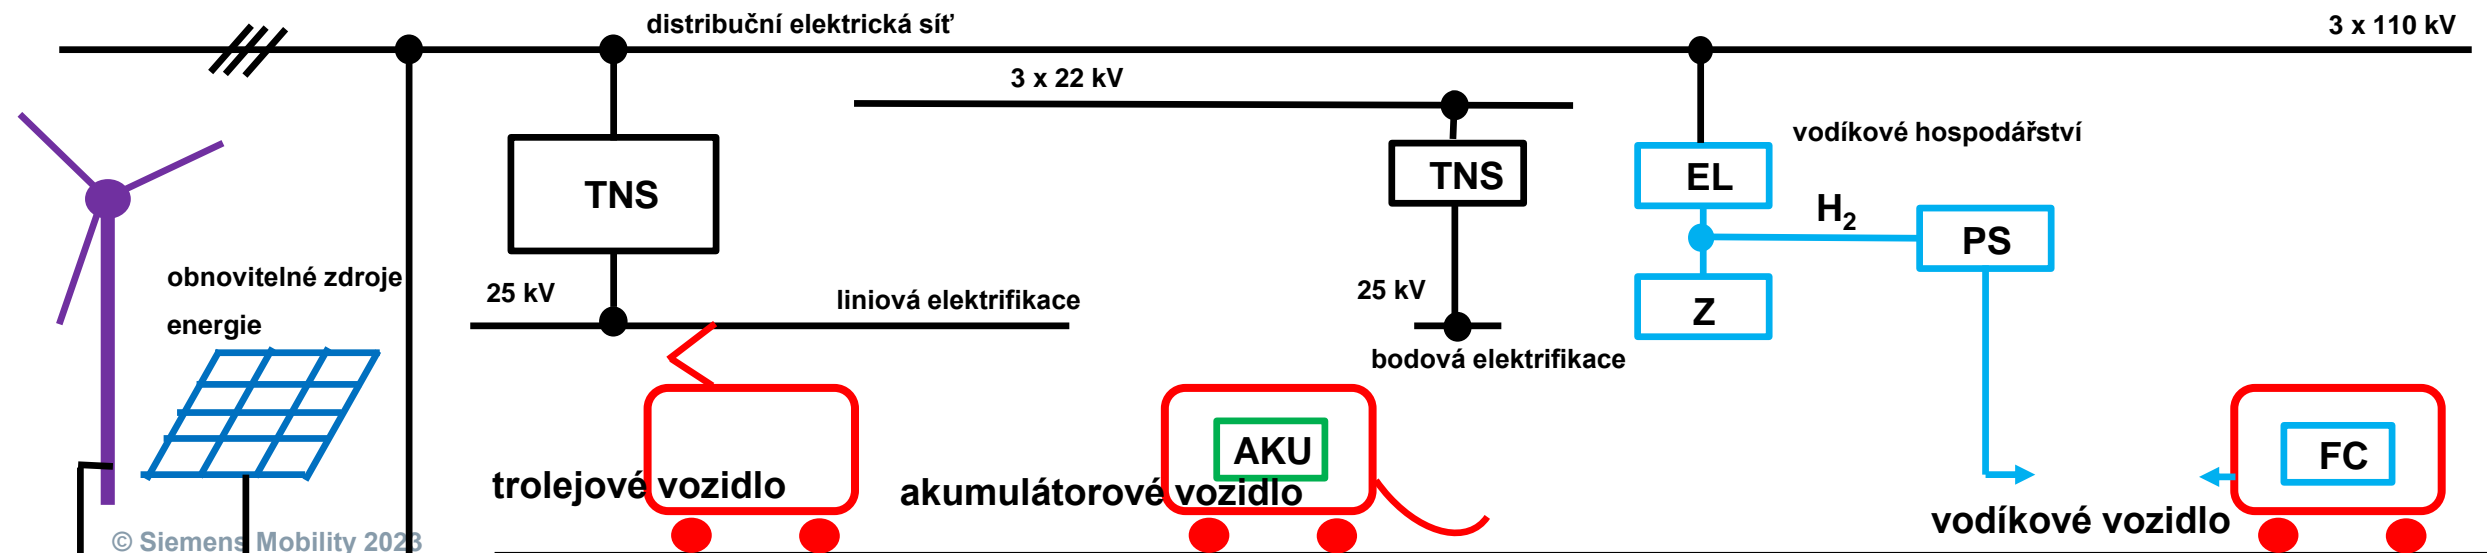 distribuční elektrická síť
3 x 110 kV
3 x 22 kV
vodíkové hospodářství
TNS
TNS
EL
H2
PS
obnovitelné zdroje
energie
25 kV
liniová elektrifikace
25 kV
Z
bodová elektrifikace
AKU
FC
trolejové vozidlo
akumulátorové vozidlo
vodíkové vozidlo
© Siemens Mobility 2023